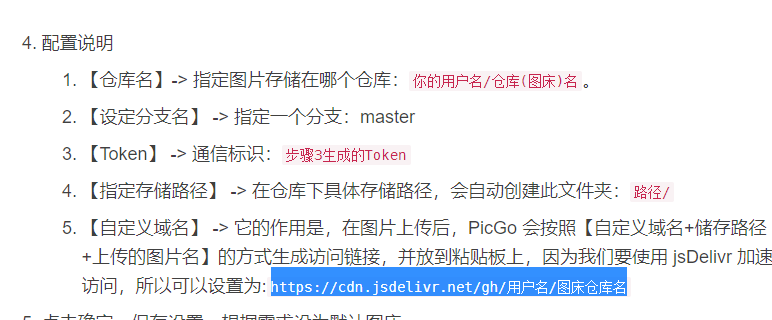 4. 配置说明
1. 【仓库名】-> 指定图片存储在哪个仓库：你的用户名/仓库(图床)名。
2. 【设定分支名】 -> 指定一个分支：master
3. 【Token】 -> 通信标识：步骤3生成的Token
4. 【指定存储路径】 -> 在仓库下具体存储路径，会自动创建此文件夹：路径/
5. 【自定义域名】 -> 它的作用是，在图片上传后，PicGo 会按照【自定义域名+储存路径
+上传的图片名】的方式生成访问链接，并放到粘贴板上，因为我们要使用 jsDelivr 加速
访问，所以可以设置为: https://cdn.jsdelivr.net/gh/用户名/图床仓库名